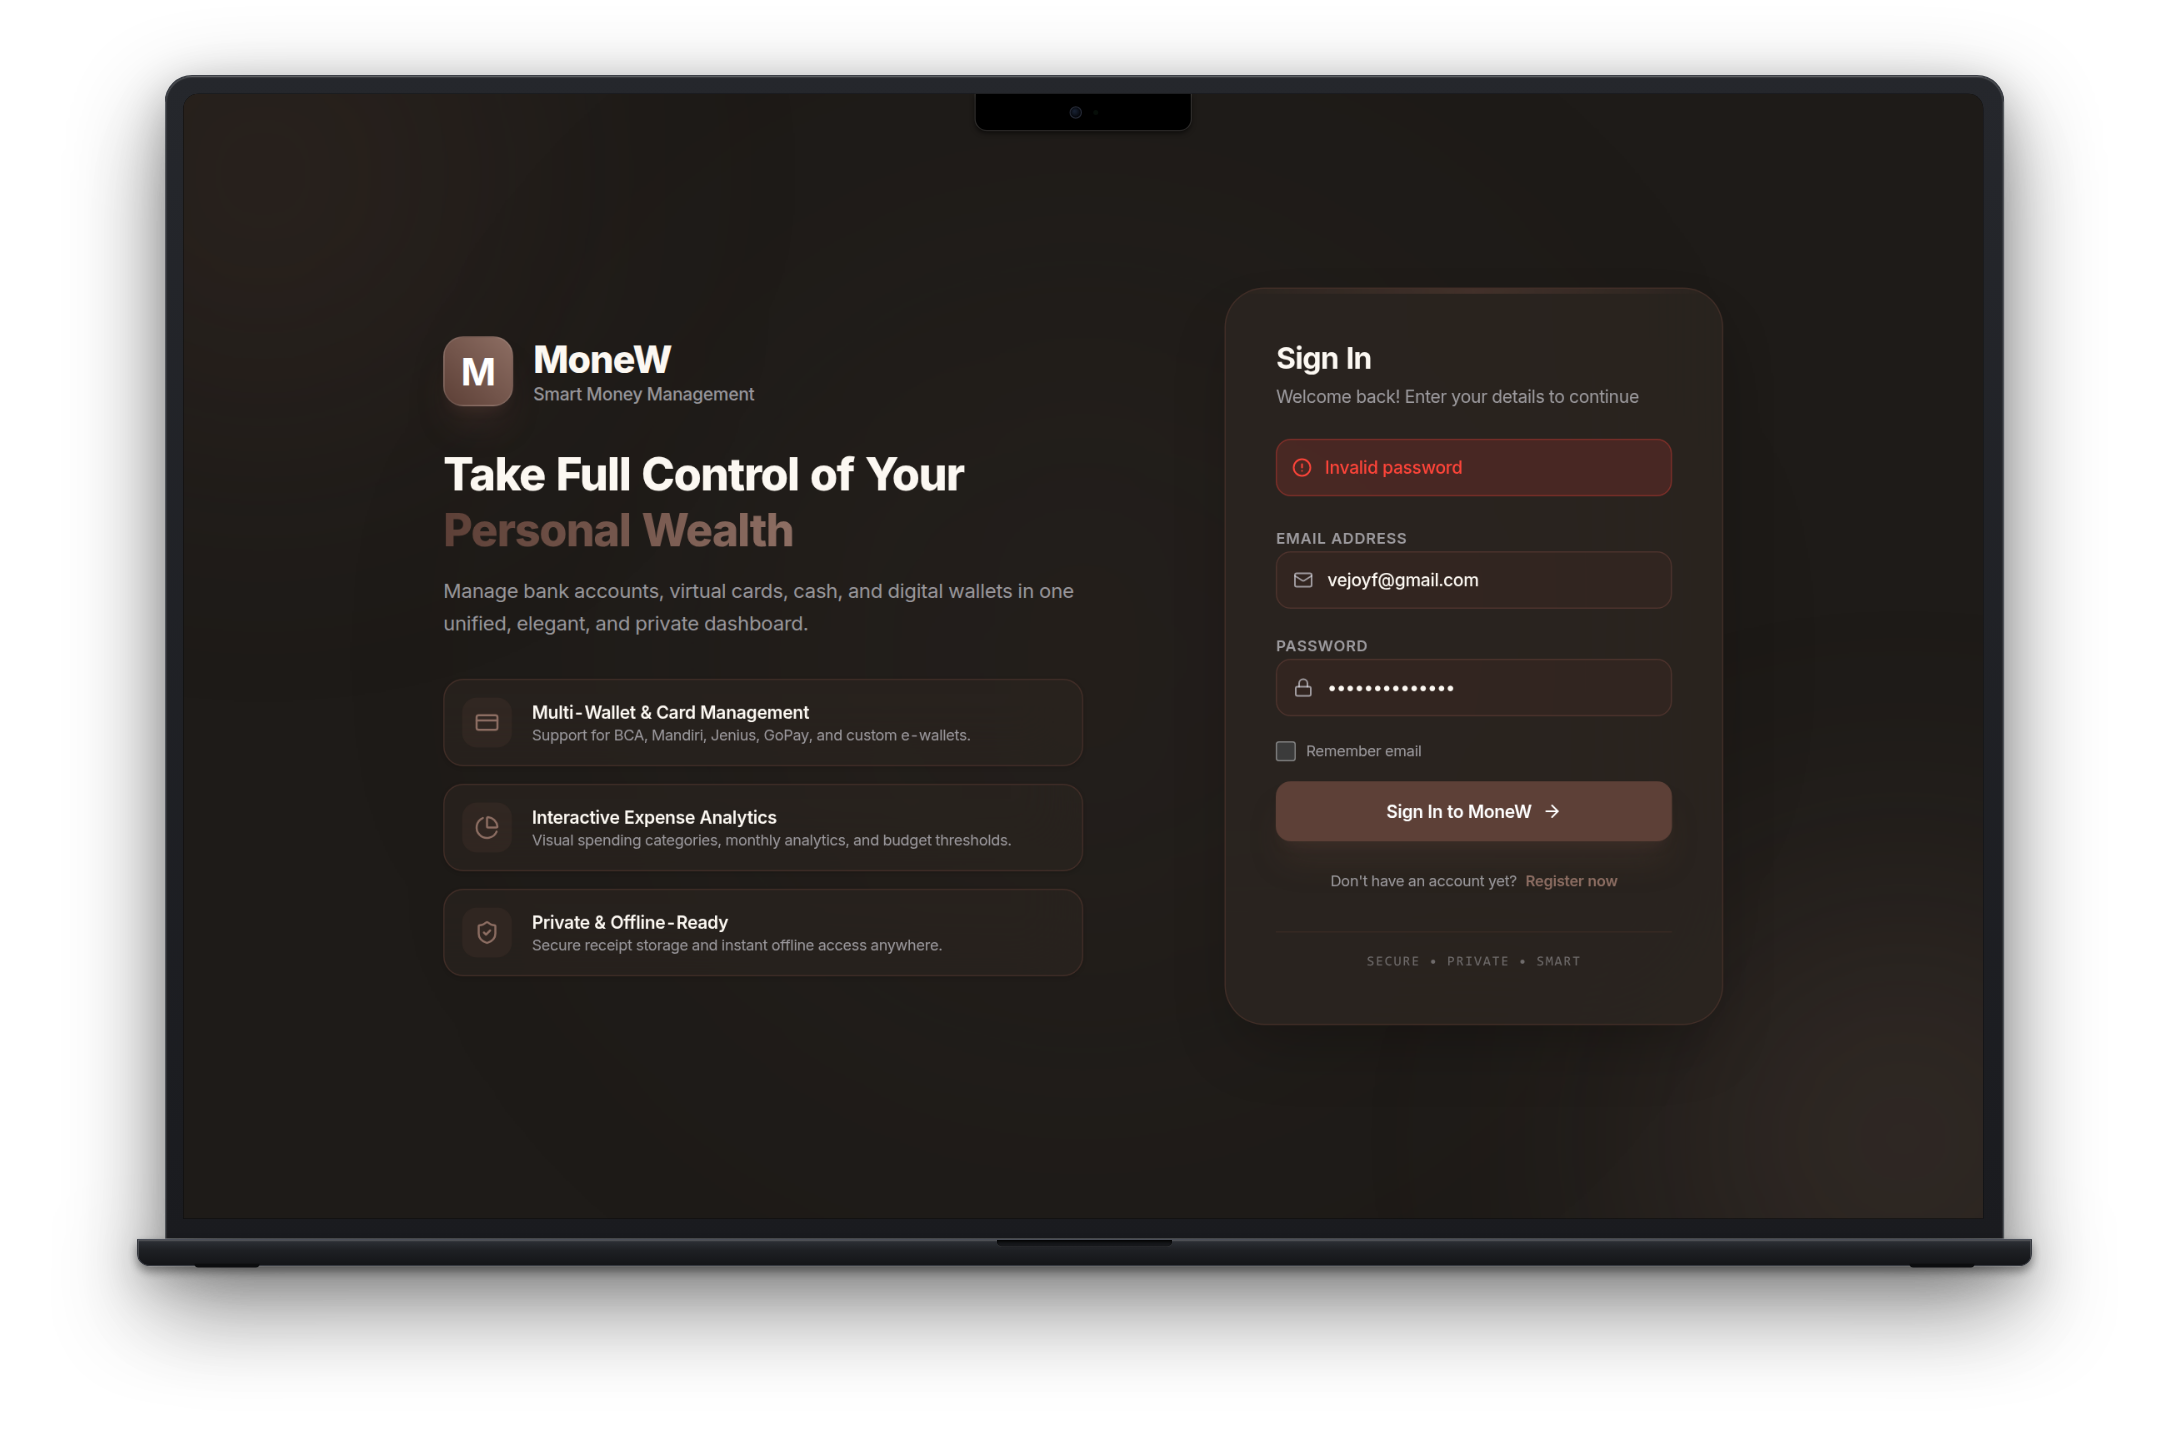 M
MoneW
Smart Money Management
Take Full Control of Your
Personal Wealth
Manage bank accounts, virtual cards, cash, and digital wallets in one
unified, elegant, and private dashboard.
Multi-Wallet & Card Management
Support for BCA, Mandiri, Jenius, GoPay, and custom e-wallets.
Interactive Expense Analytics
Visual spending categories, monthly analytics, and budget thresholds.
Private & Offline-Ready
Secure receipt storage and instant offline access anywhere.
Sign In
Welcome back! Enter your details to continue
Invalid password
EMAIL ADDRESS
vejoyf@gmail.com
PASSWORD
••••••••••••••
Remember email
Sign In to MoneW →
Don't have an account yet? Register now
SECURE • PRIVATE • SMART